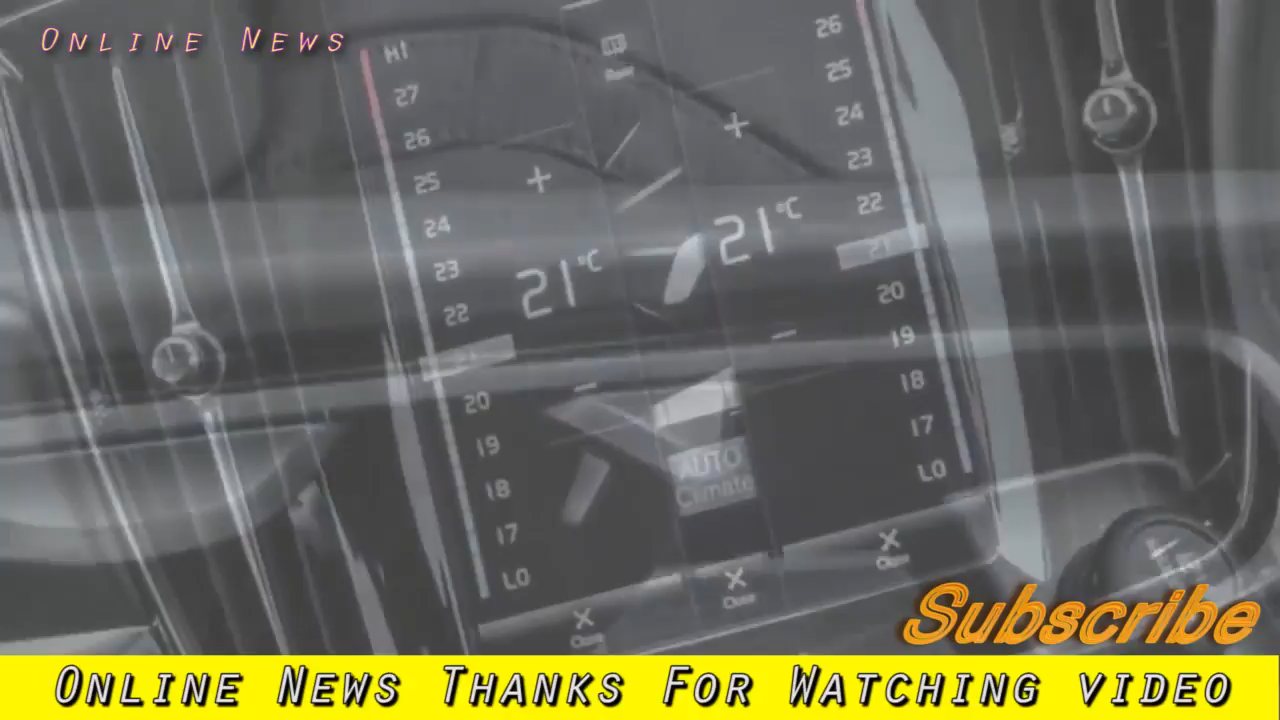 Online News
HI
27
26
25
24
23
22
20
19
18
17
LO
+
21°C
+
21°C
26
25
24
23
22
21
20
19
18
17
LO
AUTO
Climate
Close
Close
Close
Subscribe
Online News Thanks For Watching video